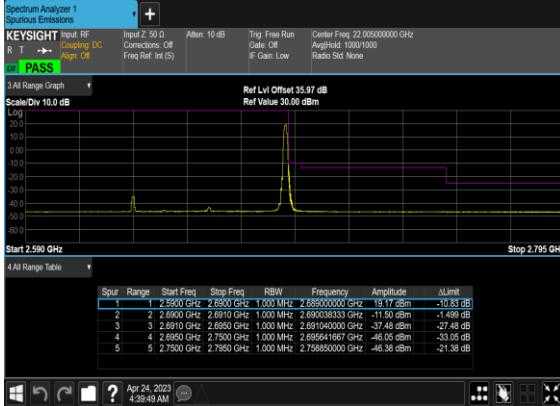 Spectrum Analyzer 1
Spurious Emissions
+
KEYSIGHT Input: RF Input Z: 50 Ω Atten: 10 dB Trig: Free Run Center Freq: 22.005000000 GHz
R T Coupling: DC Corrections: Off Gate: Off Avg|Hold: 1000/1000
Align: Off Freq Ref: Int (S) IF Gain: Low Radio Std: None
LXI PASS
3.All Range Graph
Ref Lvl Offset 35.97 dB
Scale/Div 10.0 dB Ref Value 30.00 dBm
Log
20.0
10.0
0.00
-10.0
-20.0
-30.0
-40.0
-50.0
-60.0
Start 2.590 GHz Stop 2.795 GH
4.All Range Table
Spur Range Start Freq Stop Freq RBW Frequency Amplitude ΔLimit
1 1 2.5900 GHz 2.6900 GHz 1.000 MHz 2.689000000 GHz 19.17 dBm -10.83 dB
2 2 2.6900 GHz 2.6910 GHz 1.000 MHz 2.690038333 GHz -11.50 dBm -1.499 dB
3 3 2.6910 GHz 2.6950 GHz 1.000 MHz 2.691040000 GHz -37.48 dBm -27.48 dB
4 4 2.6950 GHz 2.7500 GHz 1.000 MHz 2.695641667 GHz -46.05 dBm -33.05 dB
5 5 2.7500 GHz 2.7950 GHz 1.000 MHz 2.758850000 GHz -46.38 dBm -21.38 dB
? Apr 24, 2023
4:39:49 AM